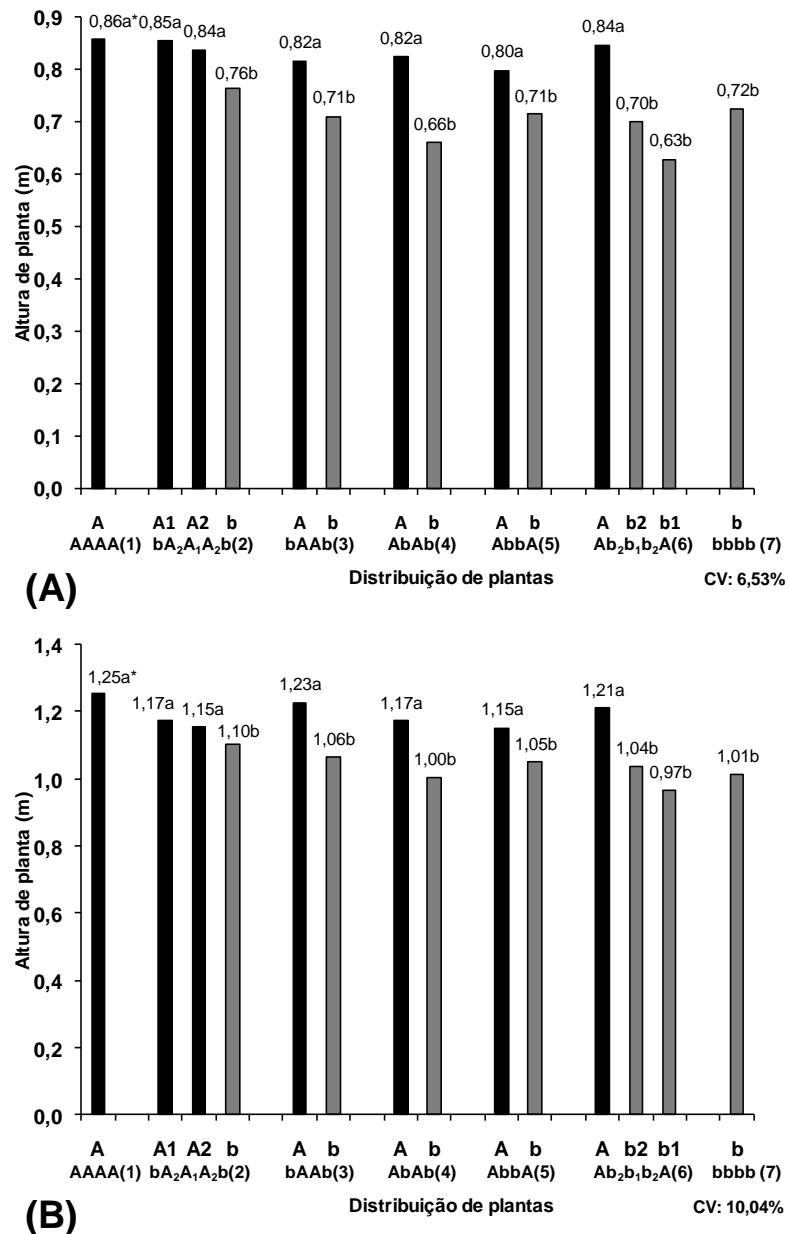 Altura de planta (m)
0,9
0,8
0,7
0,6
0,5
0,4
0,3
0,2
0,1
0,0
0,86a* 0,85a 0,84a 0,76b 0,82a 0,71b 0,82a 0,66b 0,80a 0,71b 0,84a 0,70b 0,63b 0,72b
A A1 A2 b A b A b A b A b2 b1 b
AAAA(1) bA₂A₁A₂b(2) bAAb(3) AbAb(4) AbbA(5) Ab₂b₁b₂A(6) bbbb (7)
(A) Distribuição de plantas CV: 6,53%
Altura de planta (m)
1,4
1,2
1,0
0,8
0,6
0,4
0,2
0,0
1,25a* 1,17a 1,15a 1,10b 1,23a 1,06b 1,17a 1,00b 1,15a 1,05b 1,21a 1,04b 0,97b 1,01b
A A1 A2 b A b A b A b A b2 b1 b
AAAA(1) bA₂A₁A₂b(2) bAAb(3) AbAb(4) AbbA(5) Ab₂b₁b₂A(6) bbbb (7)
(B) Distribuição de plantas CV: 10,04%